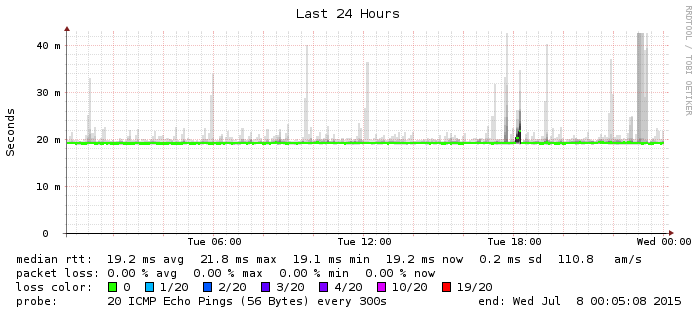 Last 24 Hours
RRDTOOL / TOBI OETIKER
Seconds
40 m
30 m
20 m
10 m
0
Tue 06:00 Tue 12:00 Tue 18:00 Wed 00:00
median rtt: 19.2 ms avg 21.8 ms max 19.1 ms min 19.2 ms now 0.2 ms sd 110.8 am/s
packet loss: 0.00 % avg 0.00 % max 0.00 % min 0.00 % now
loss color: 0 1/20 2/20 3/20 4/20 10/20 19/20
probe: 20 ICMP Echo Pings (56 Bytes) every 300s end: Wed Jul 8 00:05:08 2015